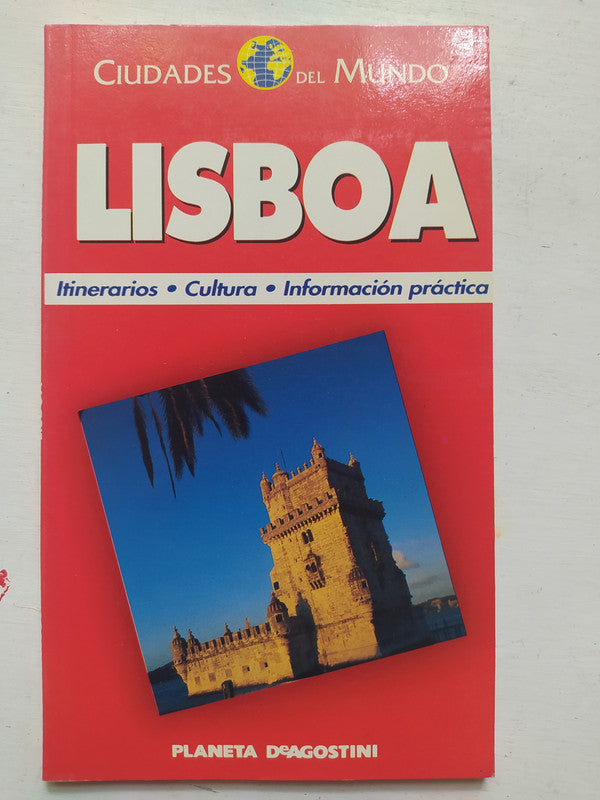 CIUDADES DEL MUNDO
LISBOA
Itinerarios • Cultura • Información práctica
PLANETA DEAGOSTINI